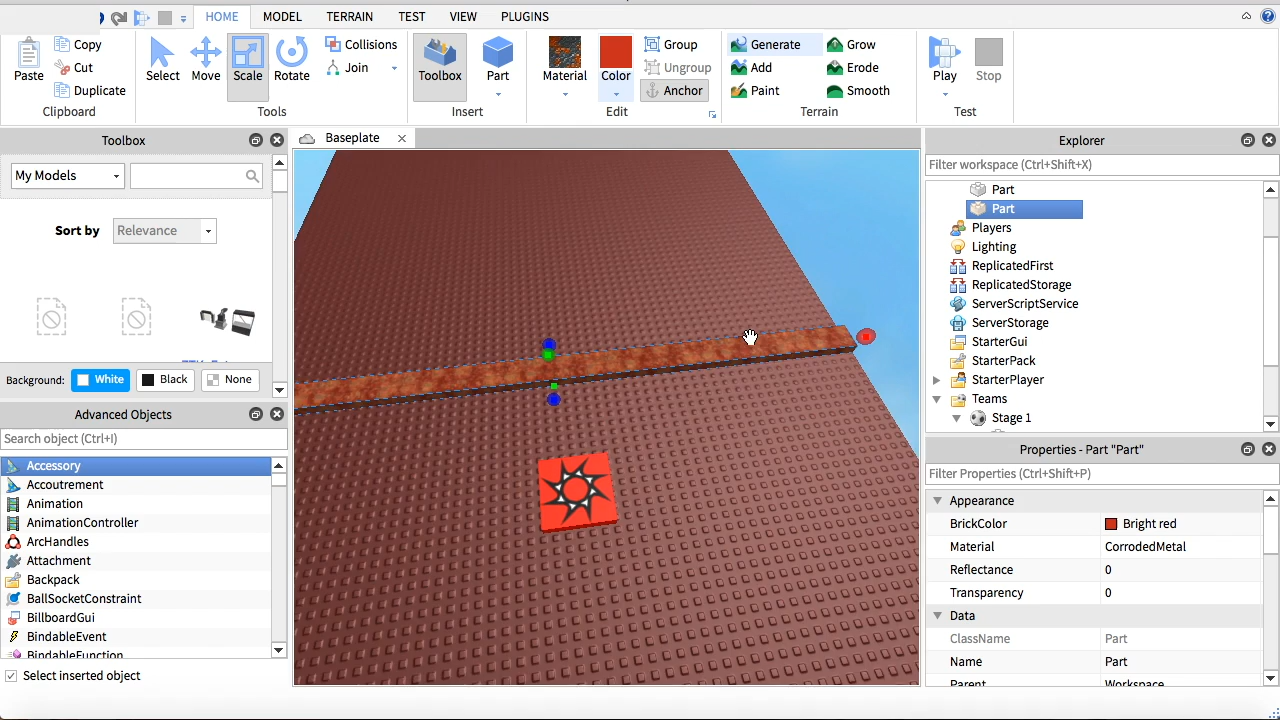 HOME MODEL TERRAIN TEST VIEW PLUGINS
Paste Copy Cut Duplicate
Clipboard
Select Move Scale Rotate Collisions Join
Tools
Toolbox Part
Insert
Material Color Group Ungroup Anchor
Edit
Generate Grow
Add Erode
Paint Smooth
Terrain
Play Stop
Test
Toolbox
My Models
Sort by Relevance
Background: White Black None
Advanced Objects
Search object (Ctrl+I)
Accessory
Accoutrement
Animation
AnimationController
ArcHandles
Attachment
Backpack
BallSocketConstraint
BillboardGui
BindableEvent
BindableFunction
Select inserted object
Baseplate
Explorer
Filter workspace (Ctrl+Shift+X)
Part
Part
Players
Lighting
ReplicatedFirst
ReplicatedStorage
ServerScriptService
ServerStorage
StarterGui
StarterPack
StarterPlayer
Teams
Stage 1
Properties - Part "Part"
Filter Properties (Ctrl+Shift+P)
Appearance
BrickColor Bright red
Material CorrodedMetal
Reflectance 0
Transparency 0
Data
ClassName Part
Name Part
Parent Workspace